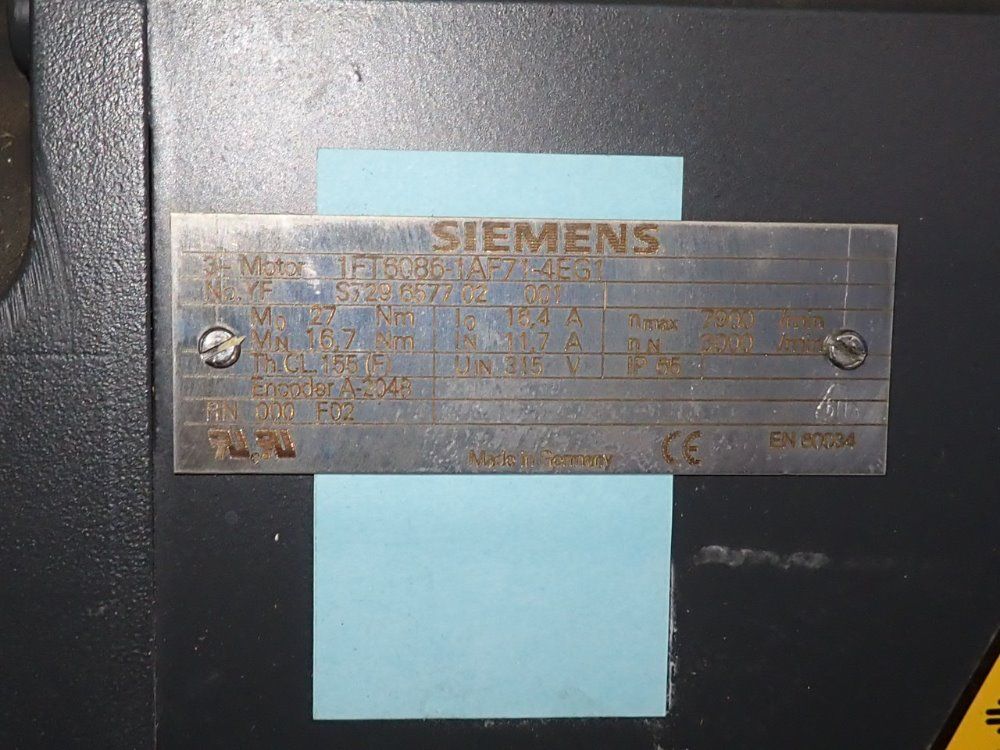 SIEMENS
3~ Motor 1FT6086-1AF71-4EG1
No. YF S729 6577 02 001
M0 27 Nm I0 16,4 A nmax 7900 /min
MN 16,7 Nm IN 11,7 A nN 3000 /min
Th.CL.155 (F) UIN 315 V IP 65
Encoder A-2048
RN 000 F02
EN 60034
Made in Germany CE